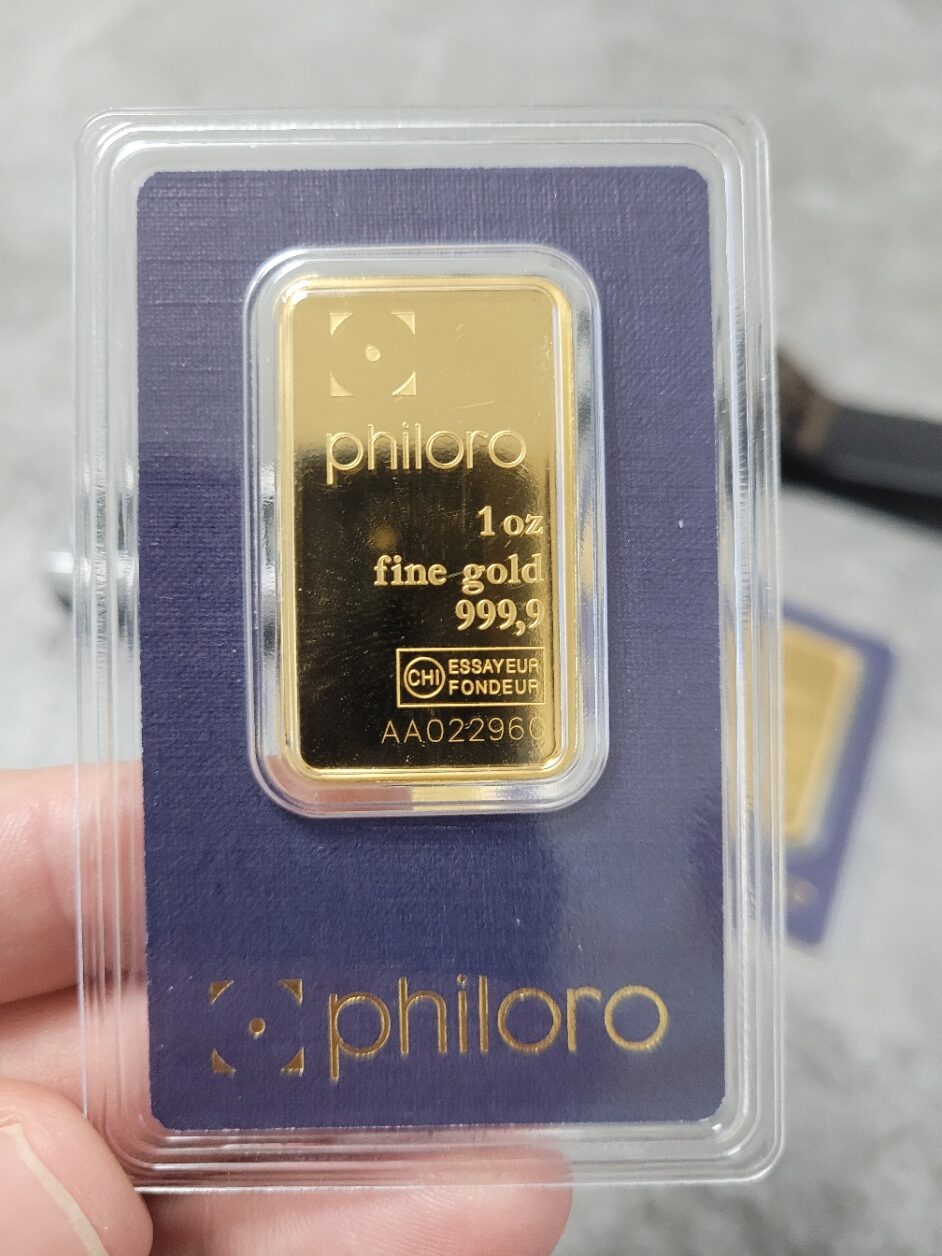 philoro
1 oz
fine gold
999,9
CHI ESSAYEUR
FONDEUR
AA022960
philoro